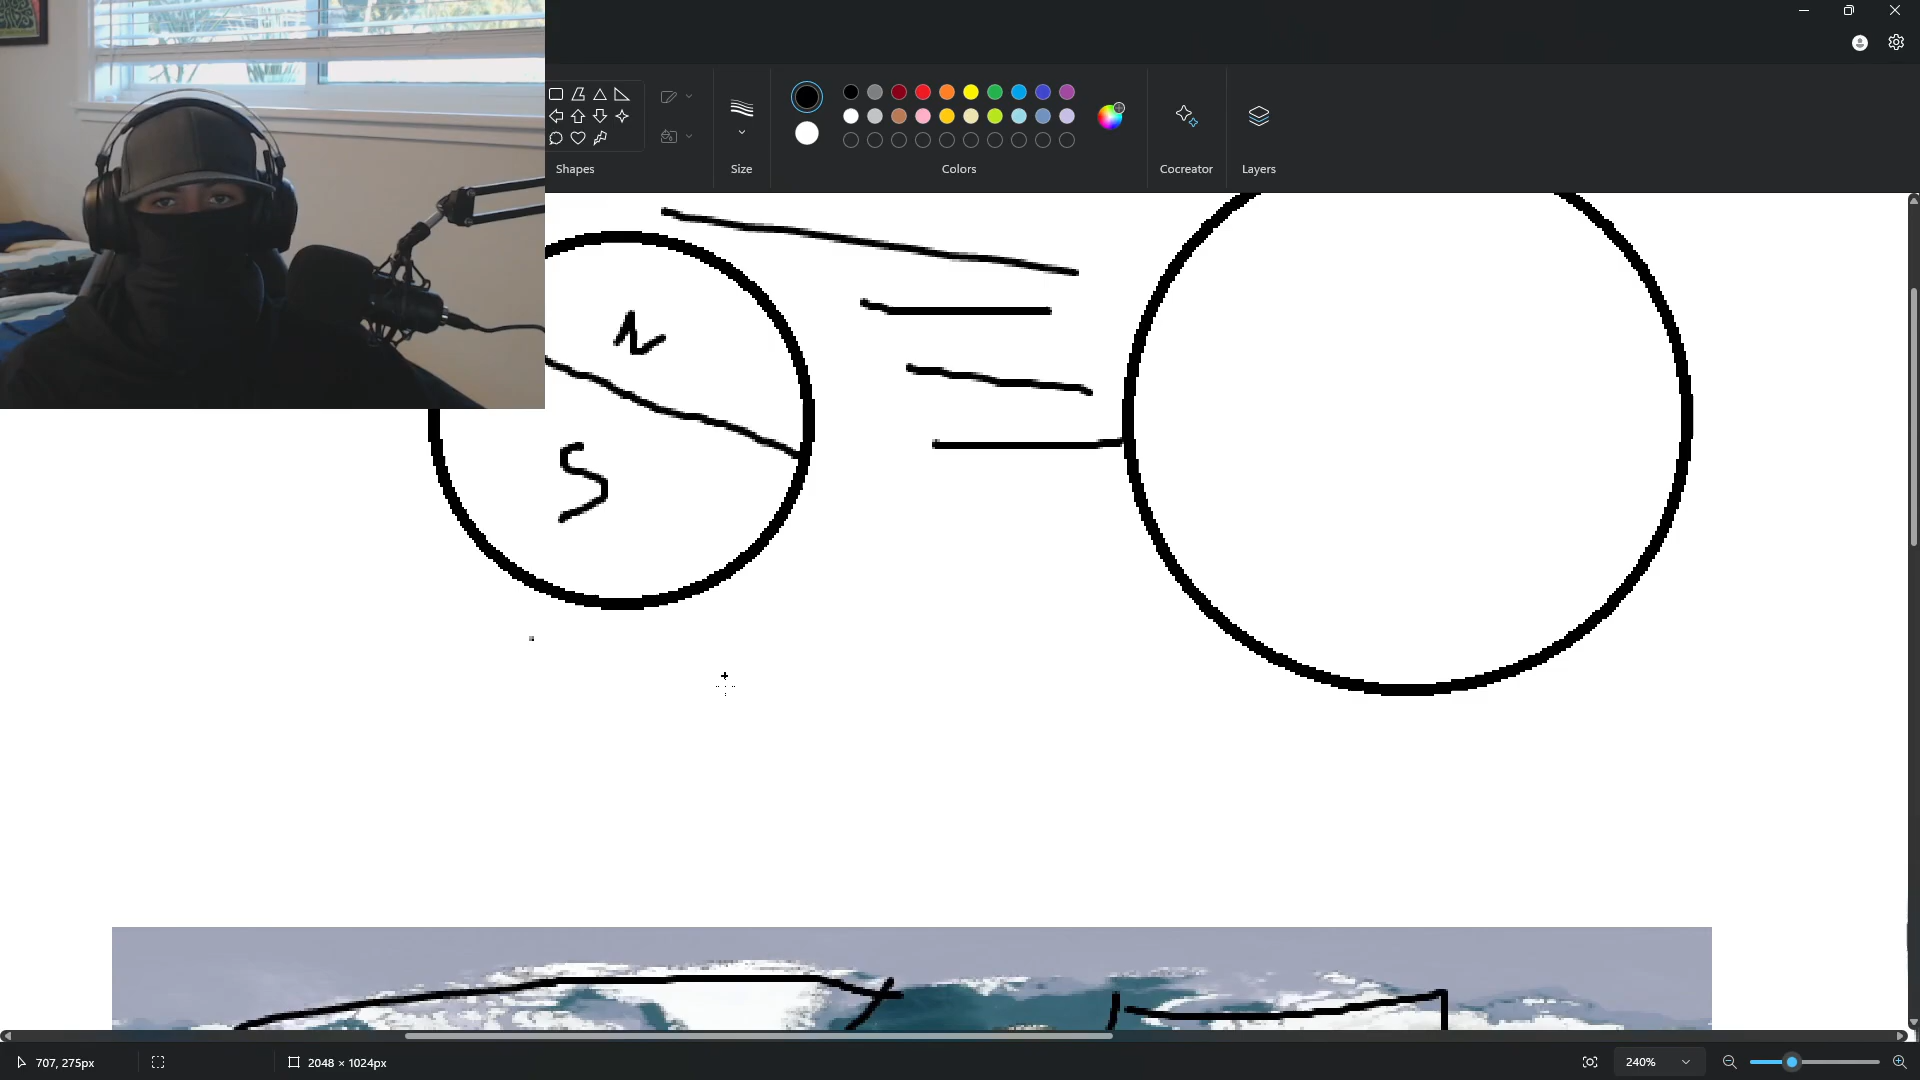 Shapes Size Colors Cocreator Layers
N
S
707, 275px 2048 × 1024px 240%